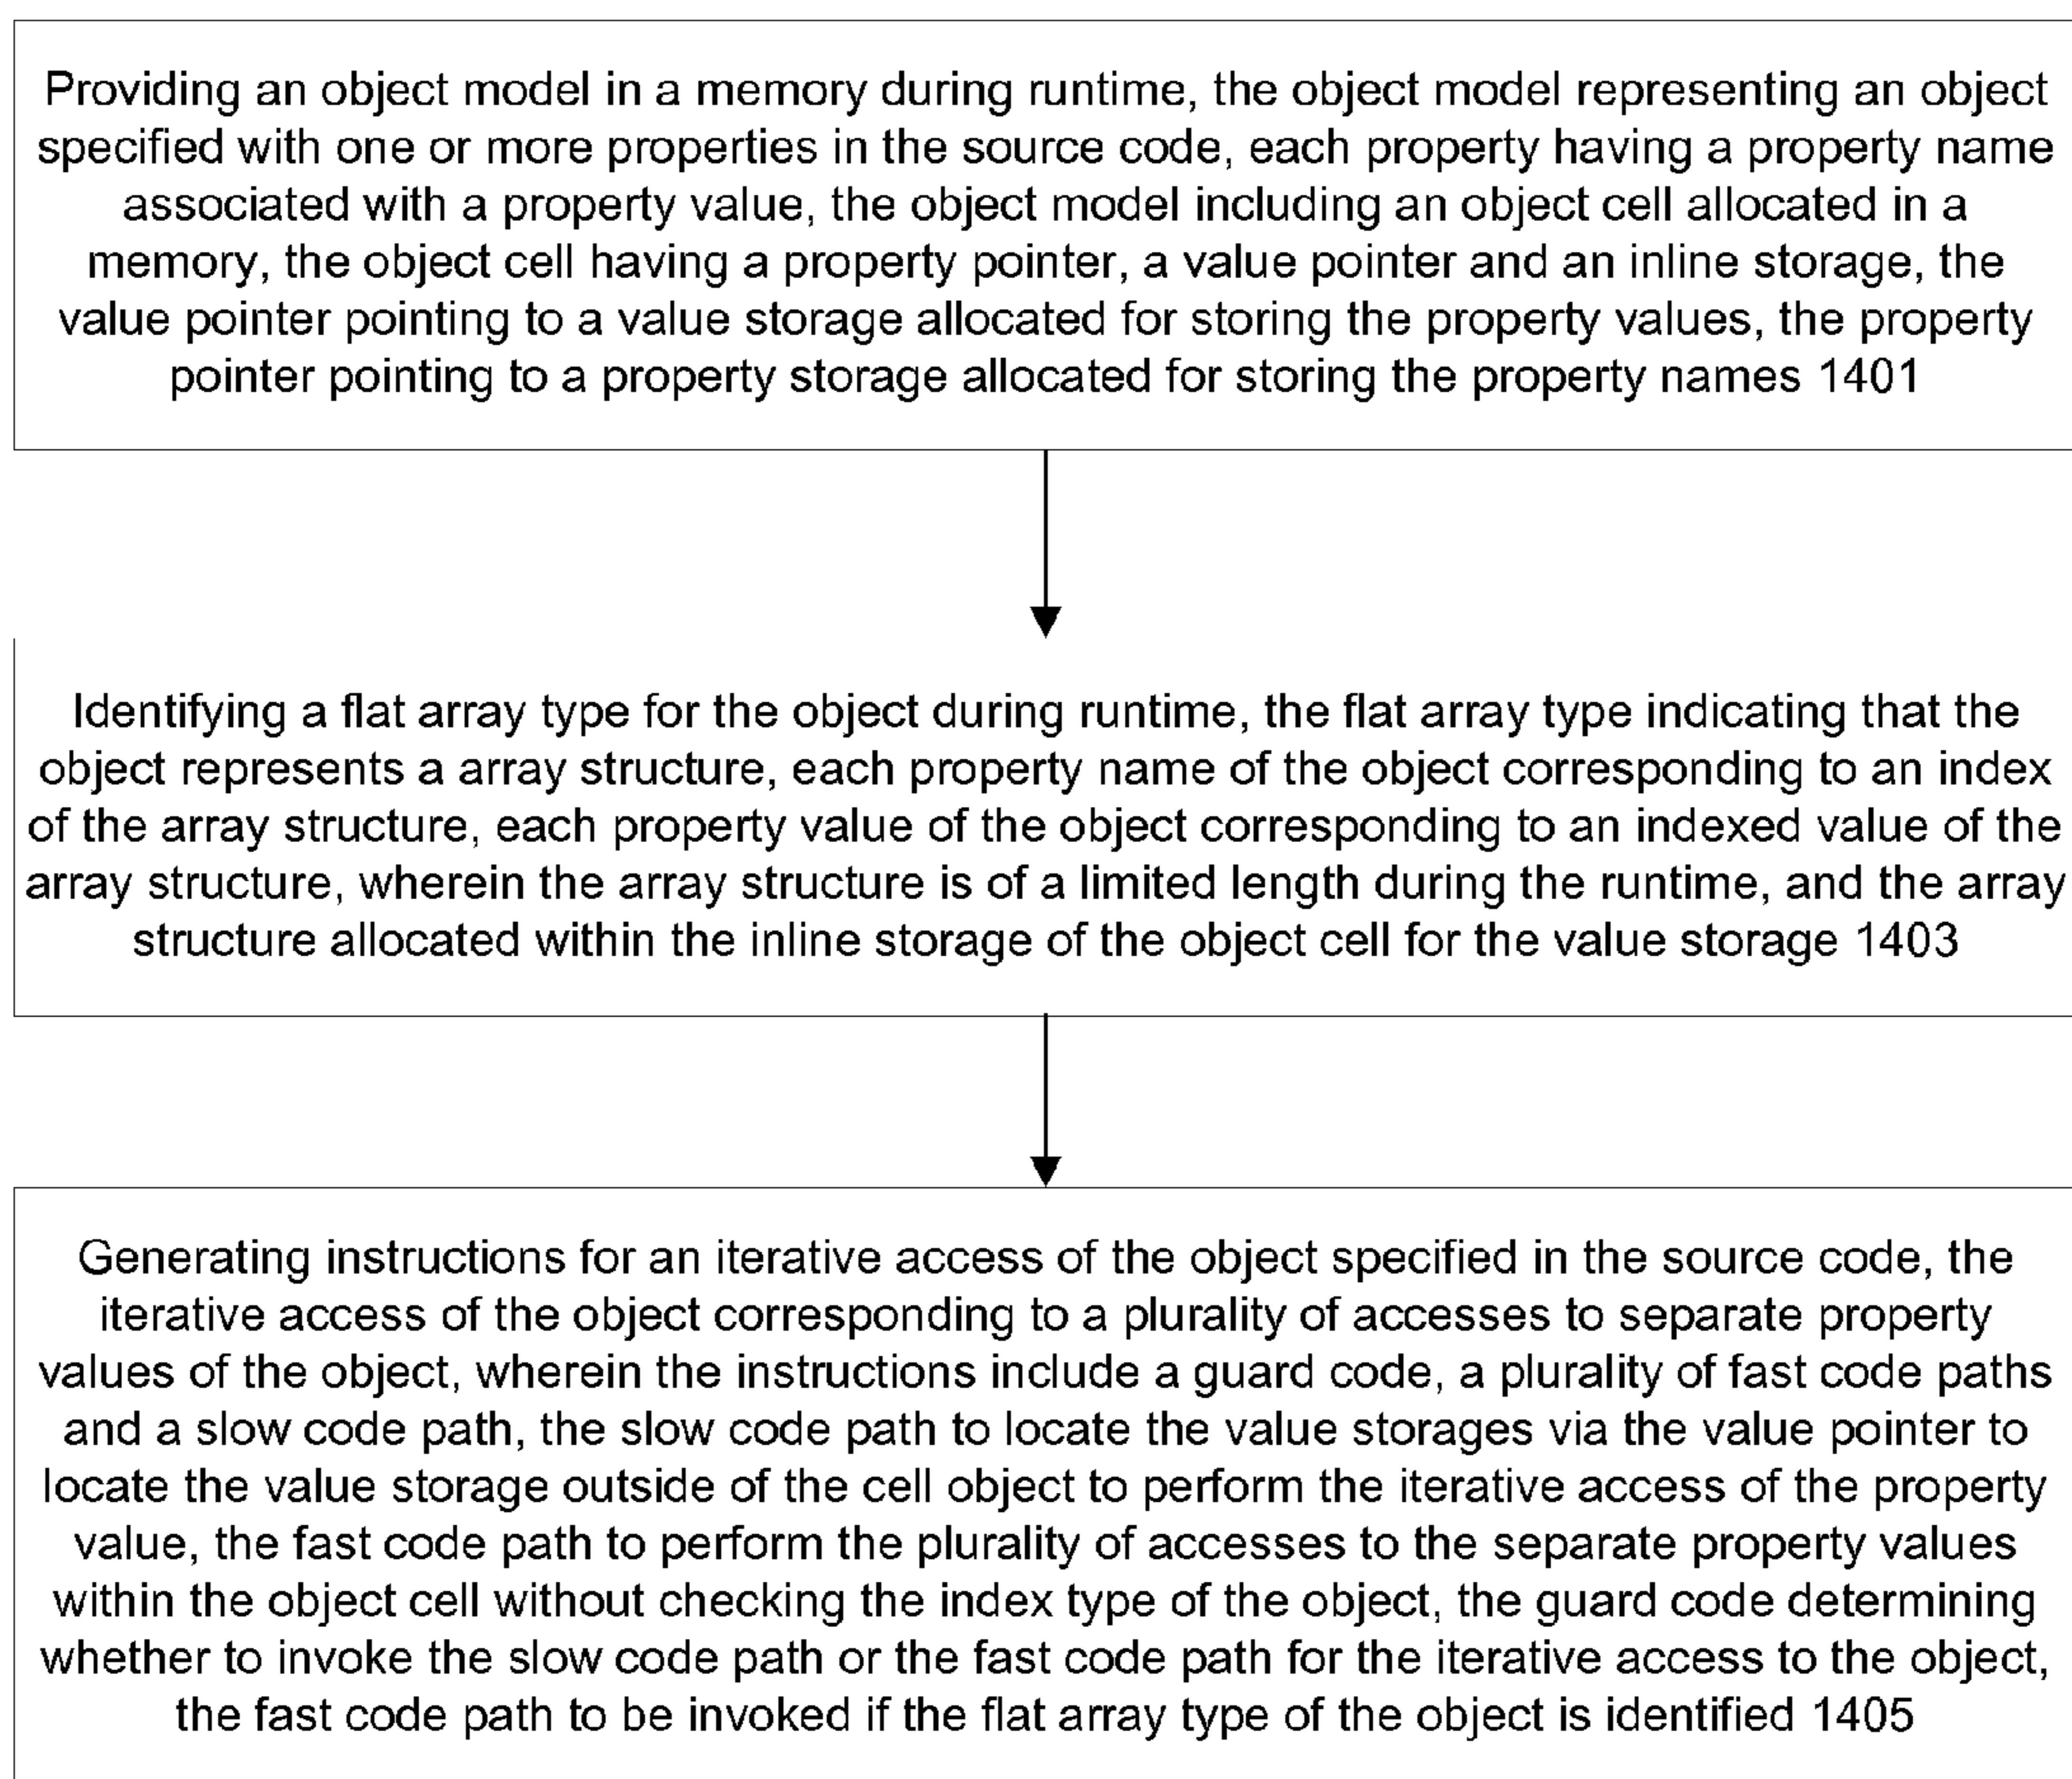 Providing an object model in a memory during runtime, the object model representing an object
specified with one or more properties in the source code, each property having a property name
associated with a property value, the object model including an object cell allocated in a
memory, the object cell having a property pointer, a value pointer and an inline storage, the
value pointer pointing to a value storage allocated for storing the property values, the property
pointer pointing to a property storage allocated for storing the property names 1401
Identifying a flat array type for the object during runtime, the flat array type indicating that the
object represents a array structure, each property name of the object corresponding to an index
of the array structure, each property value of the object corresponding to an indexed value of the
array structure, wherein the array structure is of a limited length during the runtime, and the array
structure allocated within the inline storage of the object cell for the value storage 1403
Generating instructions for an iterative access of the object specified in the source code, the
iterative access of the object corresponding to a plurality of accesses to separate property
values of the object, wherein the instructions include a guard code, a plurality of fast code paths
and a slow code path, the slow code path to locate the value storages via the value pointer to
locate the value storage outside of the cell object to perform the iterative access of the property
value, the fast code path to perform the plurality of accesses to the separate property values
within the object cell without checking the index type of the object, the guard code determining
whether to invoke the slow code path or the fast code path for the iterative access to the object,
the fast code path to be invoked if the flat array type of the object is identified 1405